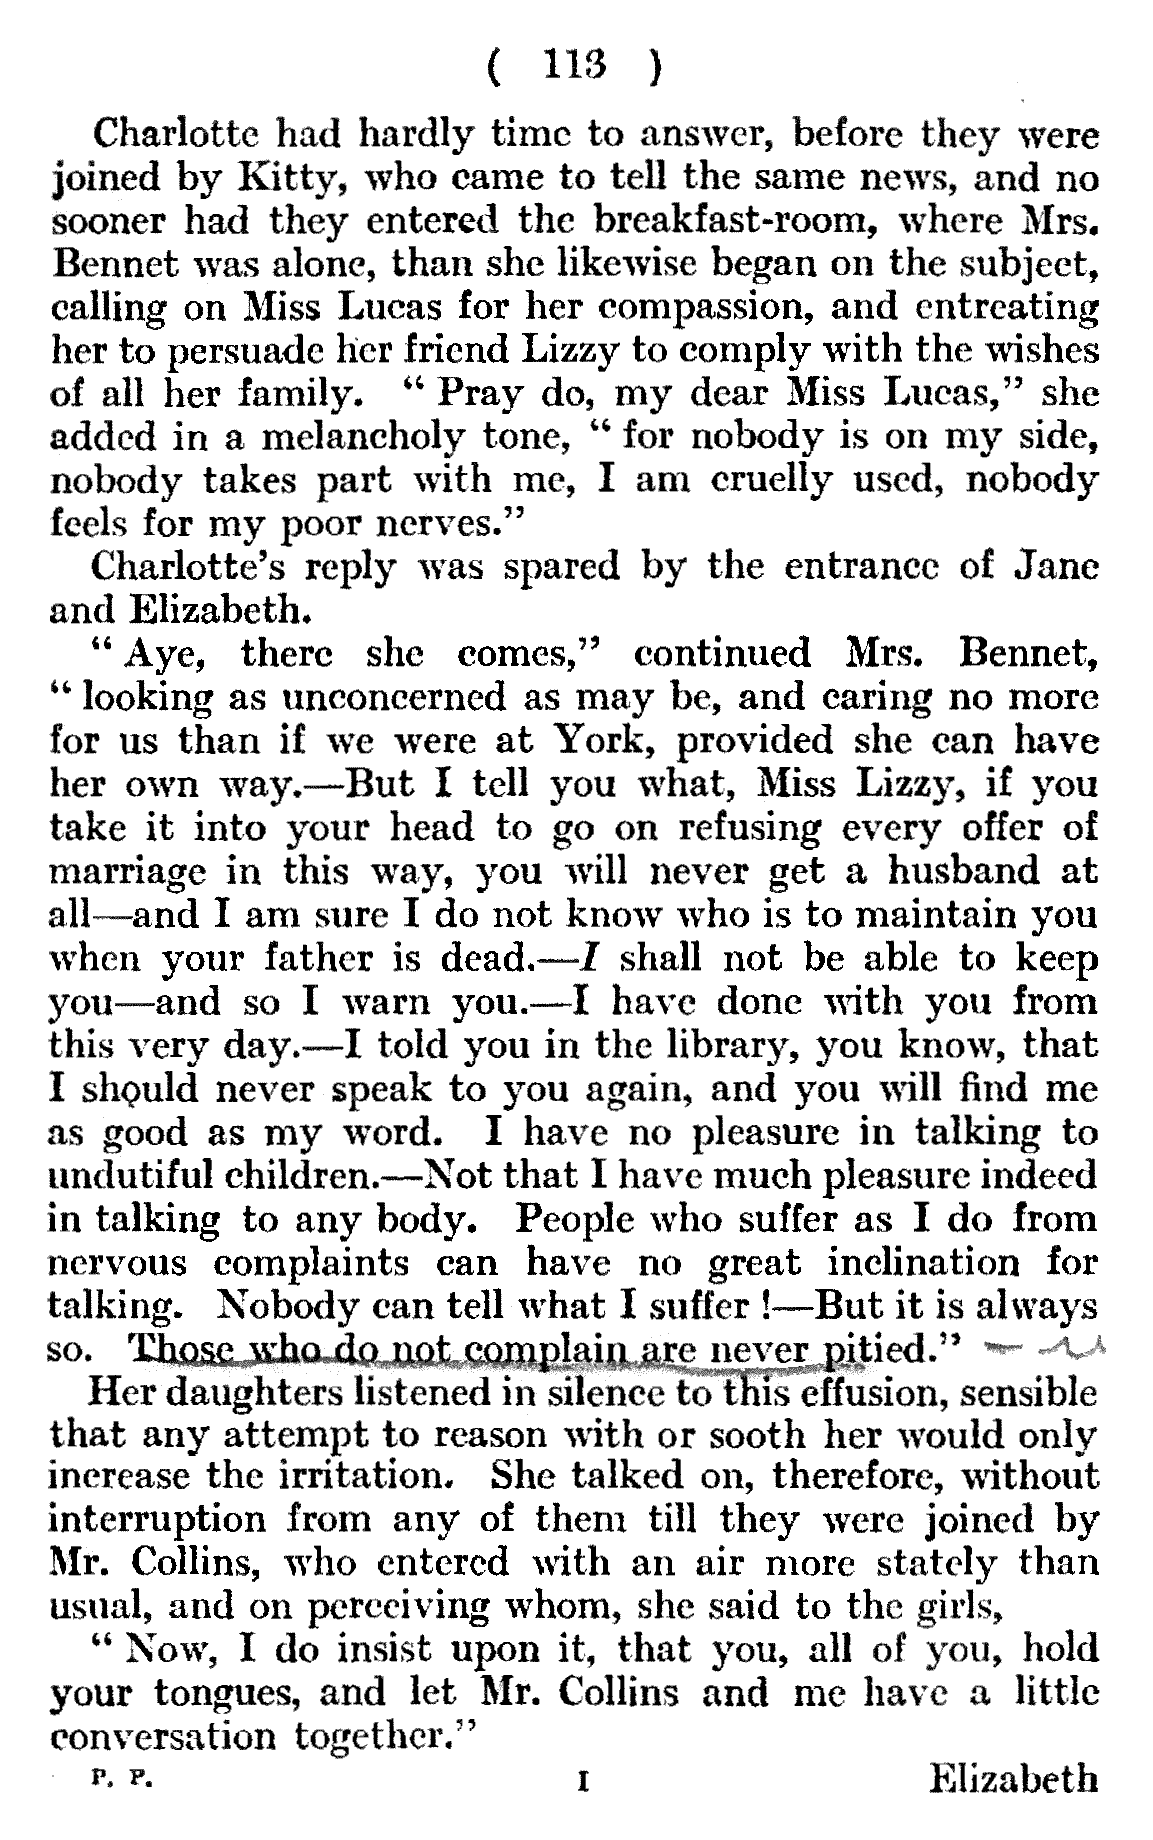 ( 113 )
Charlotte had hardly time to answer, before they were
joined by Kitty, who came to tell the same news, and no
sooner had they entered the breakfast-room, where Mrs.
Bennet was alone, than she likewise began on the subject,
calling on Miss Lucas for her compassion, and entreating
her to persuade her friend Lizzy to comply with the wishes
of all her family. “ Pray do, my dear Miss Lucas,” she
added in a melancholy tone, “ for nobody is on my side,
nobody takes part with me, I am cruelly used, nobody
feels for my poor nerves.”
Charlotte’s reply was spared by the entrance of Jane
and Elizabeth.
“ Aye, there she comes,” continued Mrs. Bennet,
“ looking as unconcerned as may be, and caring no more
for us than if we were at York, provided she can have
her own way.—But I tell you what, Miss Lizzy, if you
take it into your head to go on refusing every offer of
marriage in this way, you will never get a husband at
all—and I am sure I do not know who is to maintain you
when your father is dead.—I shall not be able to keep
you—and so I warn you.—I have done with you from
this very day.—I told you in the library, you know, that
I should never speak to you again, and you will find me
as good as my word. I have no pleasure in talking to
undutiful children.—Not that I have much pleasure indeed
in talking to any body. People who suffer as I do from
nervous complaints can have no great inclination for
talking. Nobody can tell what I suffer !—But it is always
so. Those who do not complain are never pitied.”
Her daughters listened in silence to this effusion, sensible
that any attempt to reason with or sooth her would only
increase the irritation. She talked on, therefore, without
interruption from any of them till they were joined by
Mr. Collins, who entered with an air more stately than
usual, and on perceiving whom, she said to the girls,
“ Now, I do insist upon it, that you, all of you, hold
your tongues, and let Mr. Collins and me have a little
conversation together.”
P. P. I Elizabeth